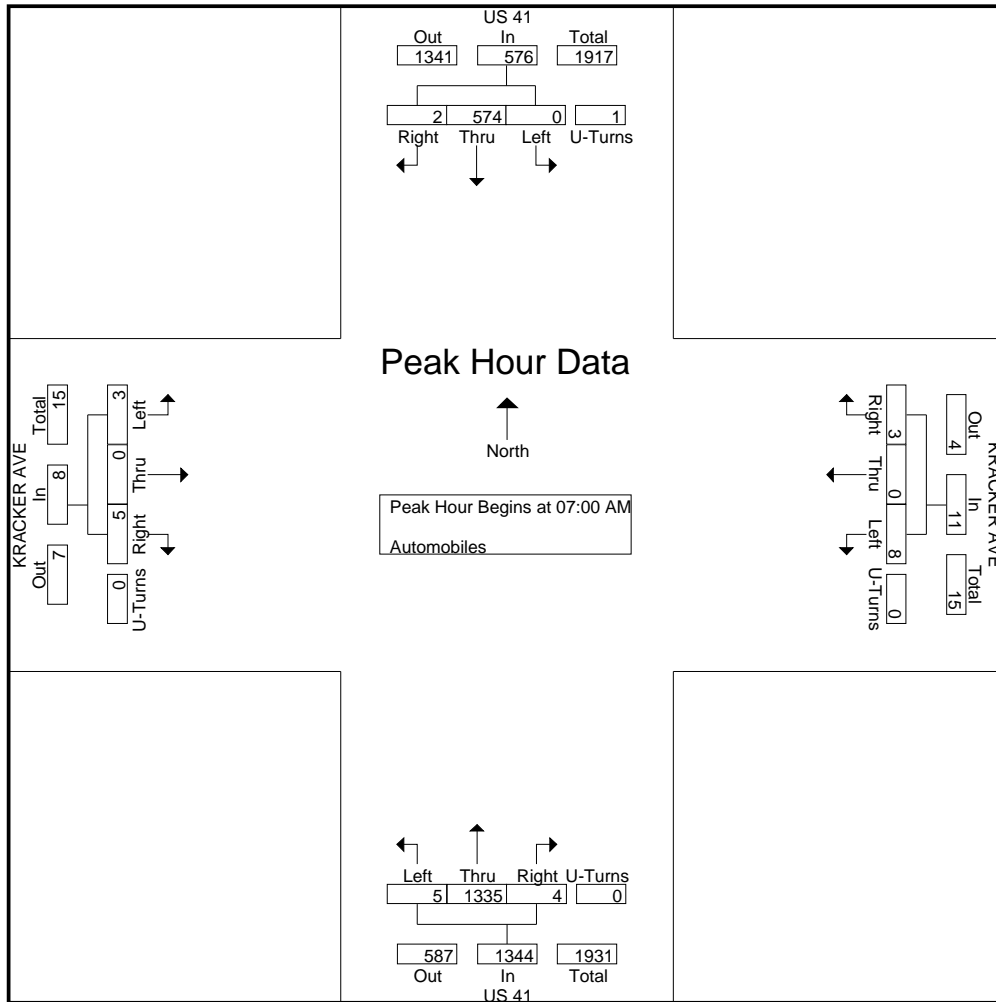 US 41
Out In Total
1341 576 1917
2 574 0 1
Right Thru Left U-Turns
Peak Hour Data
North
Peak Hour Begins at 07:00 AM
Automobiles
KRACKER AVE
Out In Total
7 8 15
3 0 5 0
Left Thru Right U-Turns
KRACKER AVE
Out In Total
4 11 15
3 0 8 0
Right Thru Left U-Turns
Left Thru Right U-Turns
5 1335 4 0
587 1344 1931
Out In Total
US 41